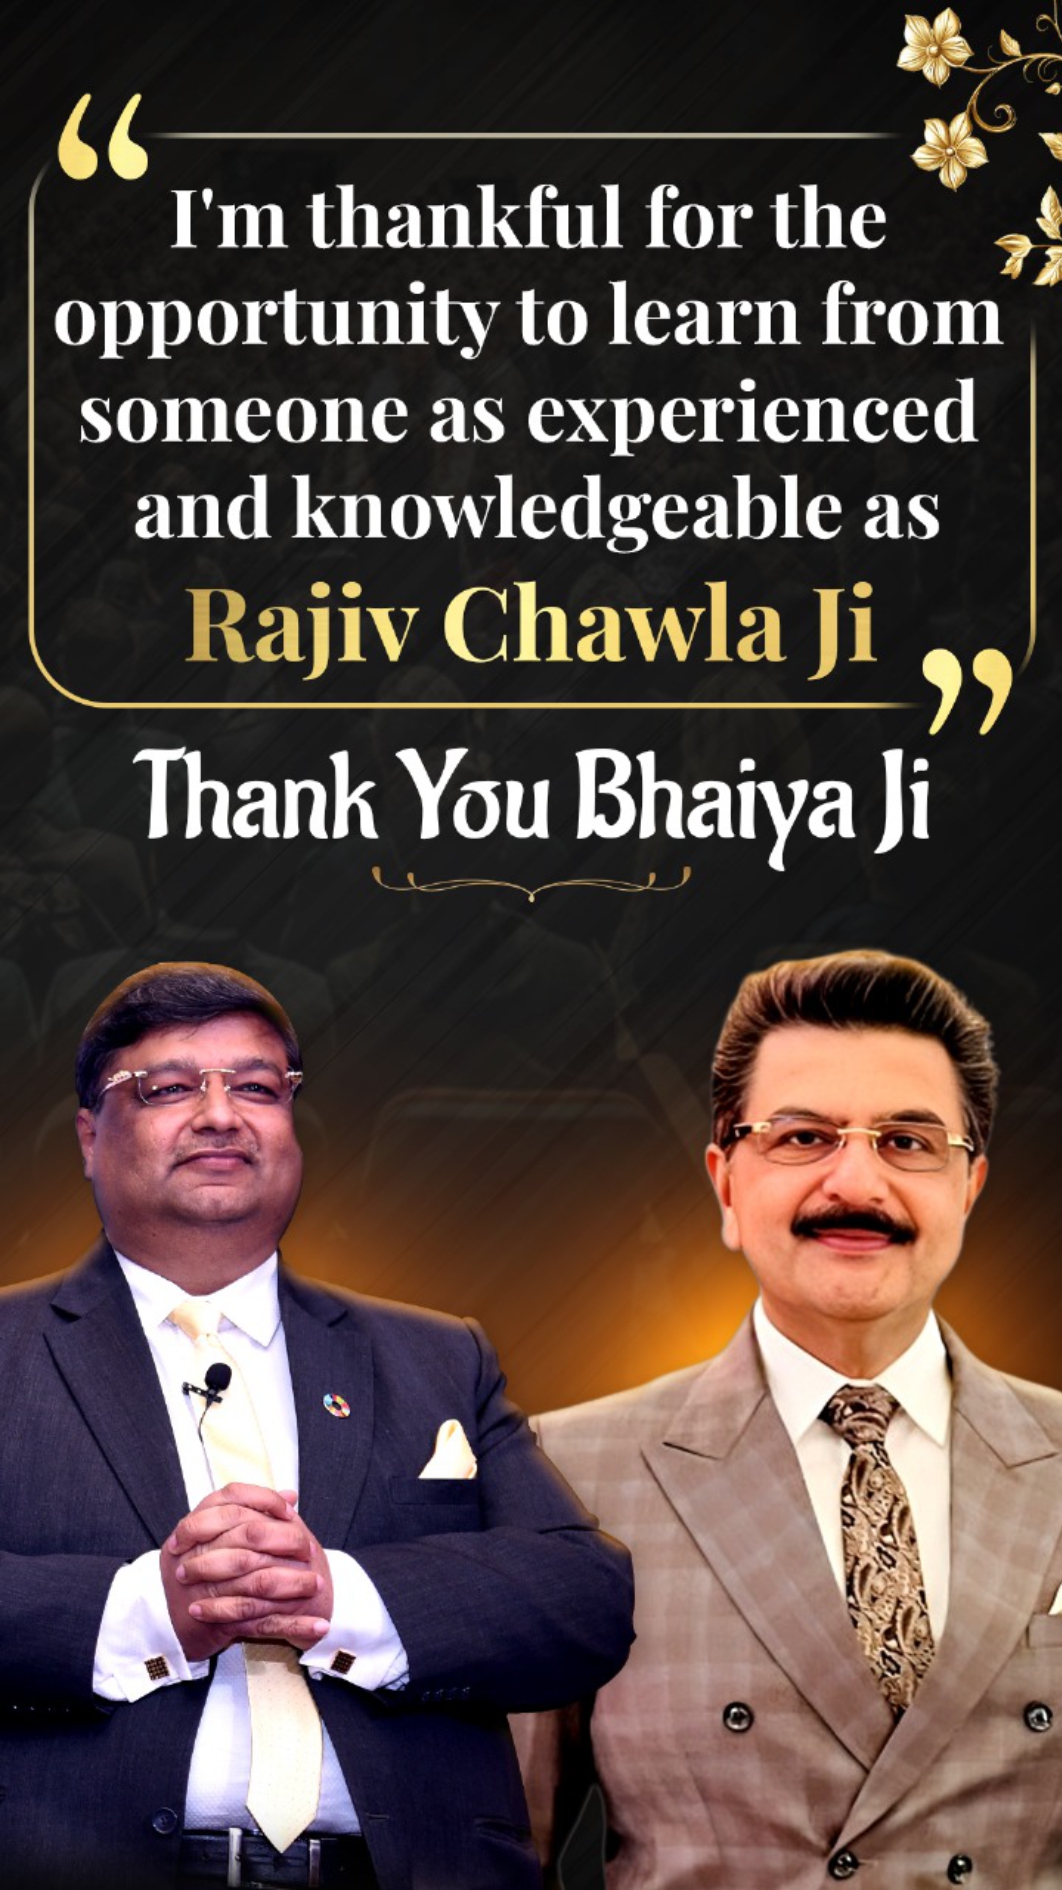 “
I'm thankful for the
opportunity to learn from
someone as experienced
and knowledgeable as
Rajiv Chawla Ji
”
Thank You Bhaiya Ji